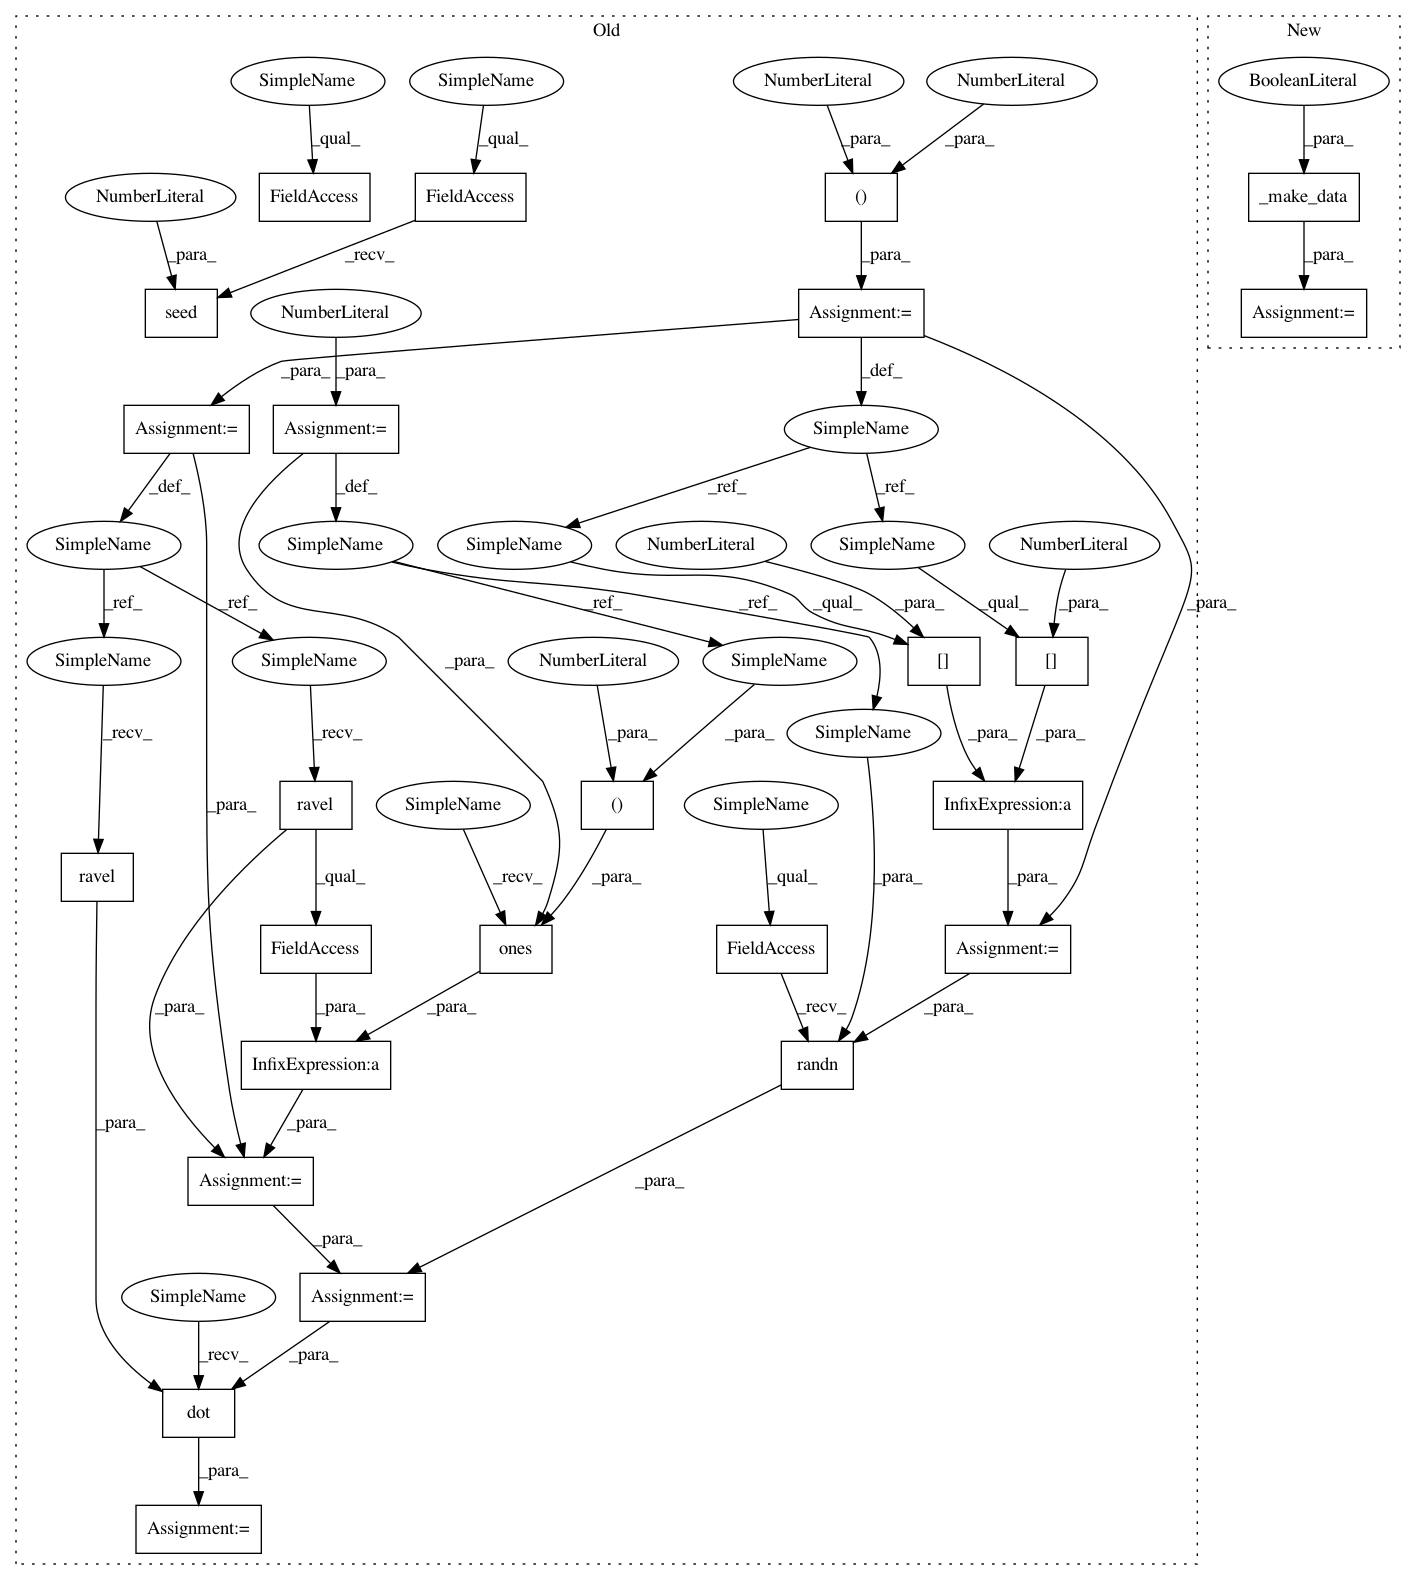 Old
New
SimpleName
SimpleName
NumberLiteral
NumberLiteral
BooleanLiteral
_qual_
_qual_
_para_
_para_
_para_
NumberLiteral
FieldAccess
FieldAccess
()
_make_data
_para_
_recv_
_para_
_para_
seed
NumberLiteral
Assignment:=
Assignment:=
_para_
_para_
_def_
Assignment:=
Assignment:=
SimpleName
_def_
_def_
_ref_
_ref_
SimpleName
SimpleName
SimpleName
NumberLiteral
SimpleName
NumberLiteral
_ref_
_ref_
_ref_
_ref_
_qual_
_para_
_qual_
_para_
_para_
SimpleName
SimpleName
_para_
NumberLiteral
SimpleName
[]
[]
_recv_
_recv_
_para_
_para_
SimpleName
_para_
_para_
ravel
SimpleName
()
SimpleName
InfixExpression:a
_para_
ravel
_qual_
_recv_
_para_
_qual_
_para_
_para_
FieldAccess
ones
FieldAccess
Assignment:=
_para_
_para_
_para_
_recv_
_para_
InfixExpression:a
randn
_para_
_para_
Assignment:=
_para_
_para_
SimpleName
Assignment:=
_recv_
_para_
dot
_para_
Assignment:=